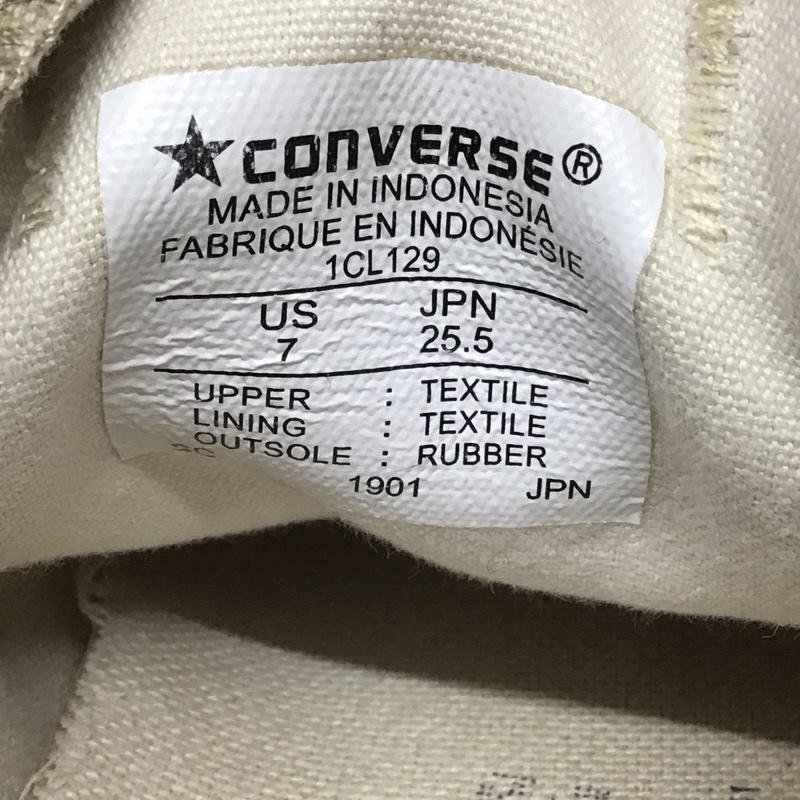 ★CONVERSE®
MADE IN INDONESIA
FABRIQUE EN INDONÉSIE
1CL129
US JPN
7 25.5
UPPER : TEXTILE
LINING : TEXTILE
OUTSOLE : RUBBER
SC
1901 JPN